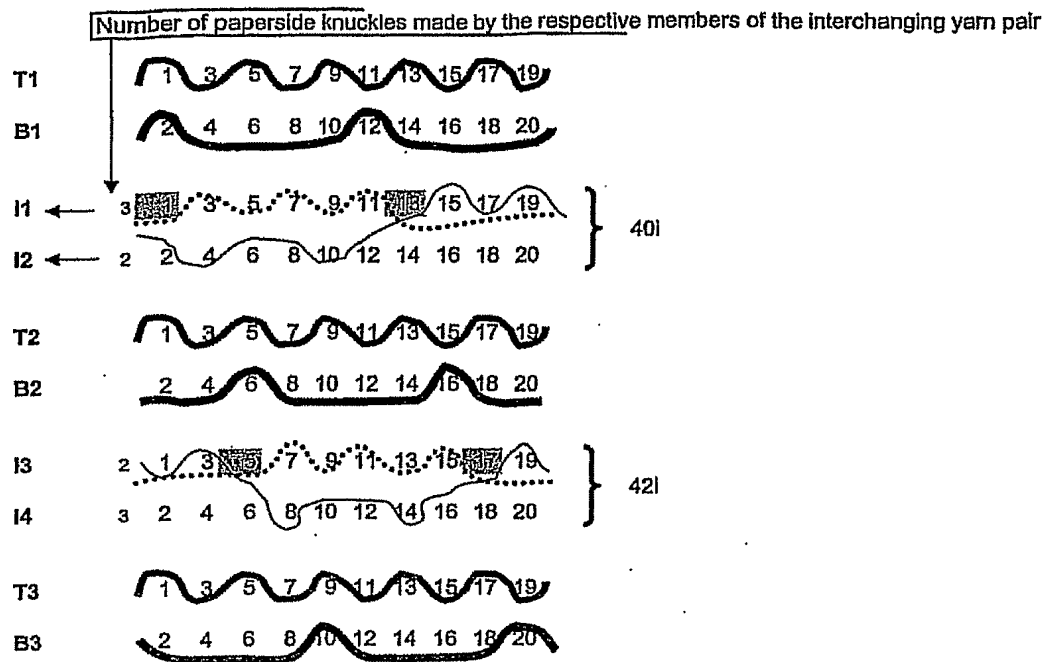 Number of paperside knuckles made by the respective members of the interchanging yarn pair
T1 1 3 5 7 9 11 13 15 17 19
B1 2 4 6 8 10 12 14 16 18 20
I1 3 3 5 7 9 11 15 17 19
40i
I2 2 2 4 6 8 10 12 14 16 18 20
T2 1 3 5 7 9 11 13 15 17 19
B2 2 4 6 8 10 12 14 16 18 20
I3 2 1 3 7 9 11 13 15 19
42i
I4 3 2 4 6 8 10 12 14 16 18 20
T3 1 3 5 7 9 11 13 15 17 19
B3 2 4 6 8 10 12 14 16 18 20